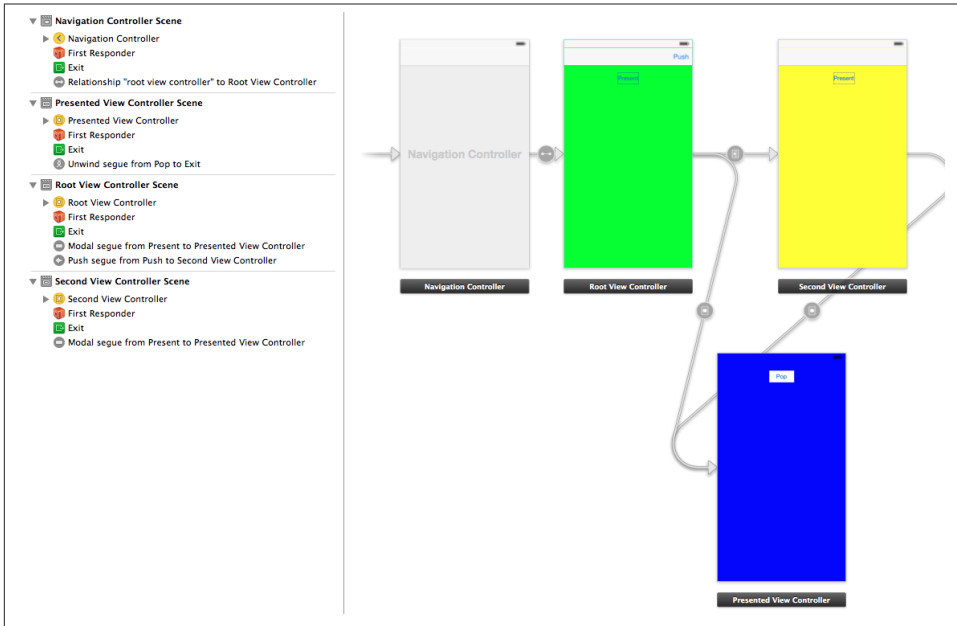 Navigation Controller Scene
Navigation Controller
First Responder
Exit
Relationship "root view controller" to Root View Controller
Presented View Controller Scene
Presented View Controller
First Responder
Exit
Unwind segue from Pop to Exit
Root View Controller Scene
Root View Controller
First Responder
Exit
Modal segue from Present to Presented View Controller
Push segue from Push to Second View Controller
Second View Controller Scene
Second View Controller
First Responder
Exit
Modal segue from Present to Presented View Controller
Navigation Controller
Navigation Controller
Push
Present
Root View Controller
Present
Second View Controller
Pop
Presented View Controller